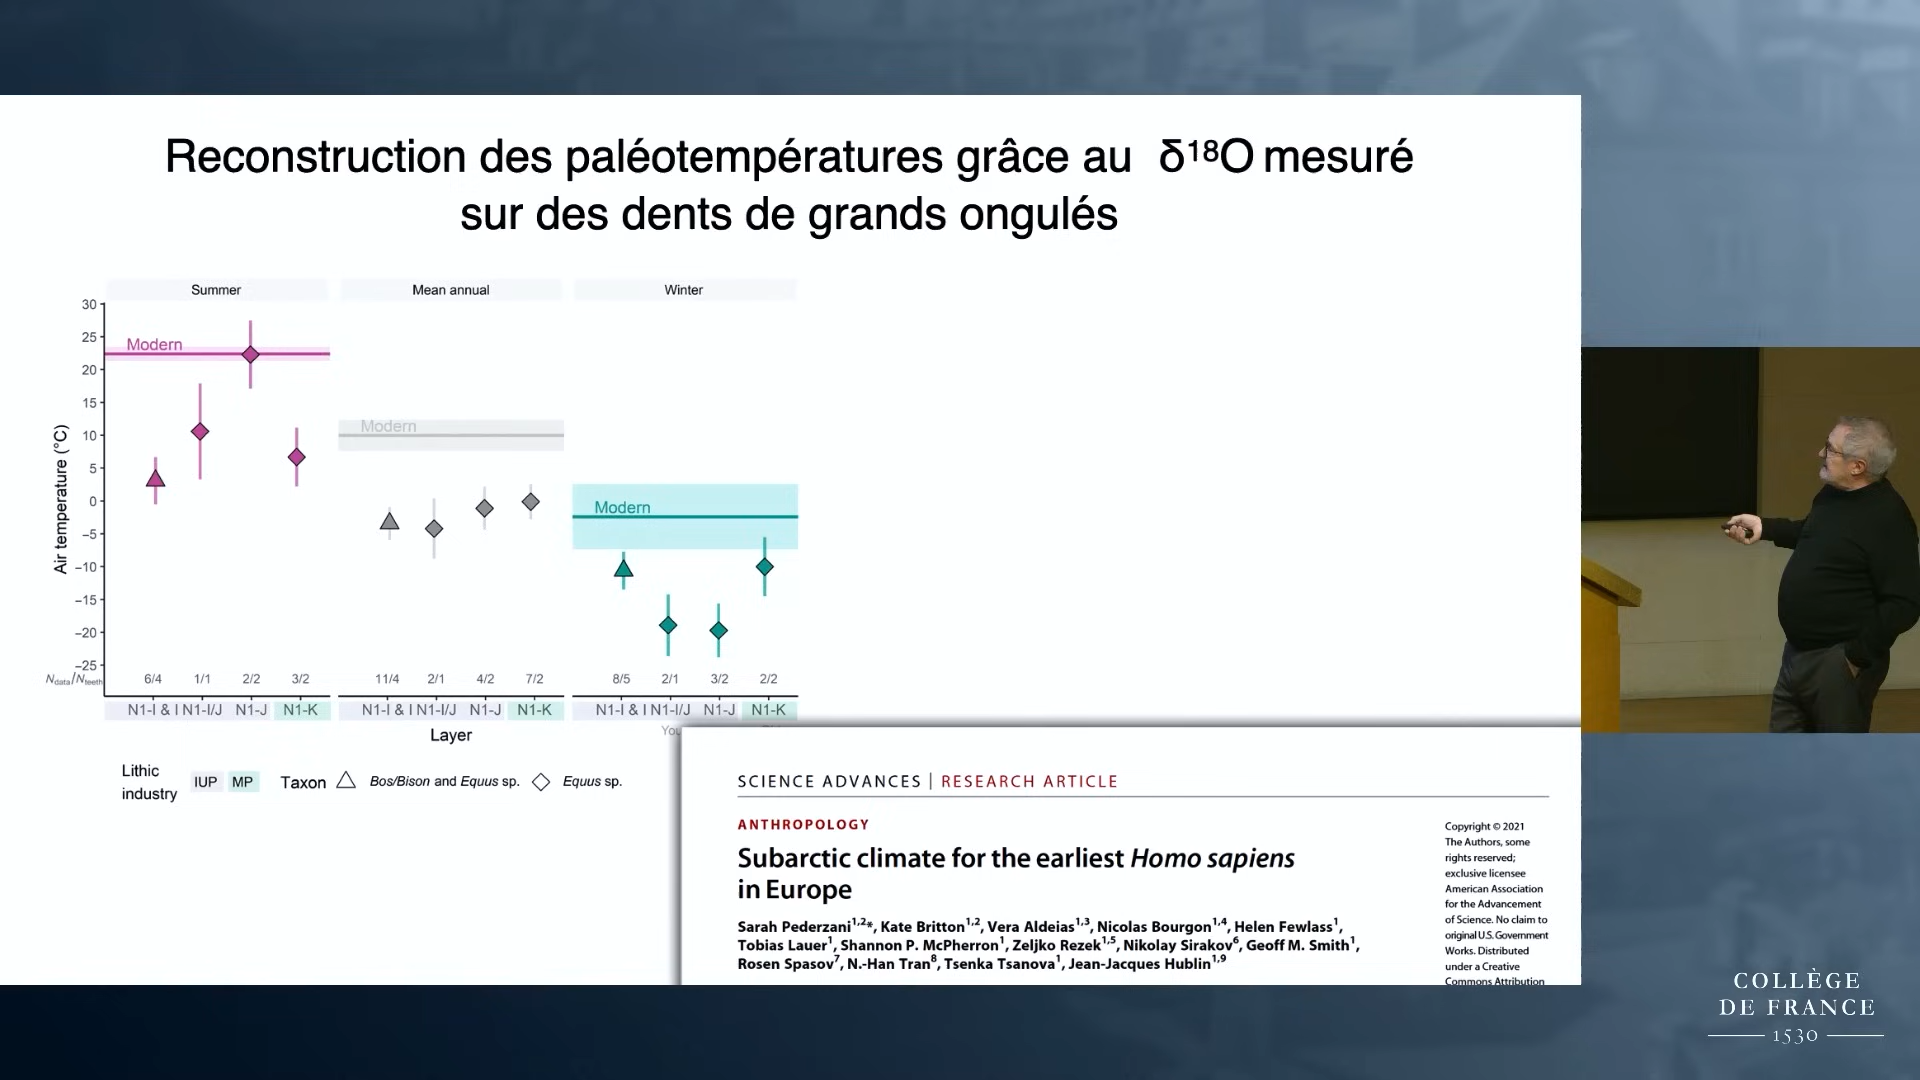 Reconstruction des paléotempératures grâce au δ¹⁸O mesuré
sur des dents de grands ongulés
Summer
Mean annual
Winter
30
25
20
15
10
5
0
−5
−10
−15
−20
−25
Air temperature (°C)
Modern
Modern
Modern
Ndata/Nteeth
6/4 1/1 2/2 3/2
11/4 2/1 4/2 7/2
8/5 2/1 3/2 2/2
N1-I & I N1-I/J N1-J N1-K
N1-I & I N1-I/J N1-J N1-K
N1-I & I N1-I/J N1-J N1-K
Layer
Lithic
industry
IUP MP Taxon Bos/Bison and Equus sp. Equus sp.
SCIENCE ADVANCES | RESEARCH ARTICLE
ANTHROPOLOGY
Subarctic climate for the earliest Homo sapiens
in Europe
Sarah Pederzani1,2*, Kate Britton1,2, Vera Aldeias1,3, Nicolas Bourgon1,4, Helen Fewlass1,
Tobias Lauer1, Shannon P. McPherron1, Zeljko Rezek1,5, Nikolay Sirakov6, Geoff M. Smith1,
Rosen Spasov7, N.-Han Tran8, Tsenka Tsanova1, Jean-Jacques Hublin1,9
Copyright © 2021
The Authors, some
rights reserved;
exclusive licensee
American Association
for the Advancement
of Science. No claim to
original U.S. Government
Works. Distributed
under a Creative
Commons Attribution
COLLÈGE
DE FRANCE
1530